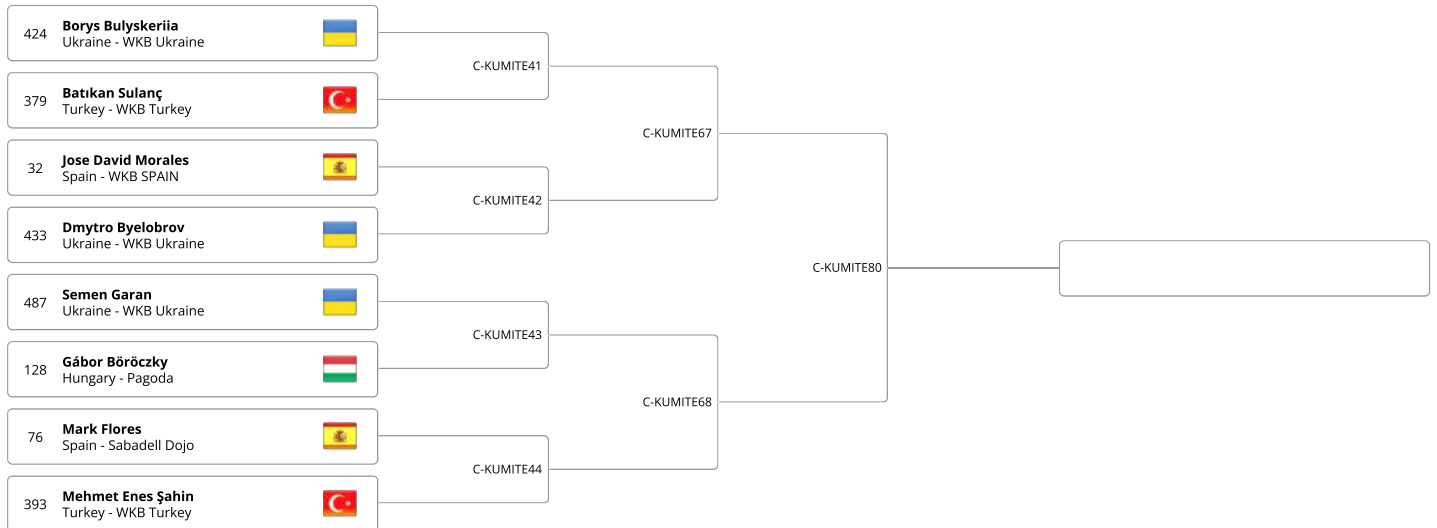 424
Borys Bulyskeriia
Ukraine - WKB Ukraine
379
Batıkan Sulanç
Turkey - WKB Turkey
C-KUMITE41
32
Jose David Morales
Spain - WKB SPAIN
433
Dmytro Byelobrov
Ukraine - WKB Ukraine
C-KUMITE42
C-KUMITE67
487
Semen Garan
Ukraine - WKB Ukraine
128
Gábor Böröczky
Hungary - Pagoda
C-KUMITE43
76
Mark Flores
Spain - Sabadell Dojo
393
Mehmet Enes Şahin
Turkey - WKB Turkey
C-KUMITE44
C-KUMITE68
C-KUMITE80